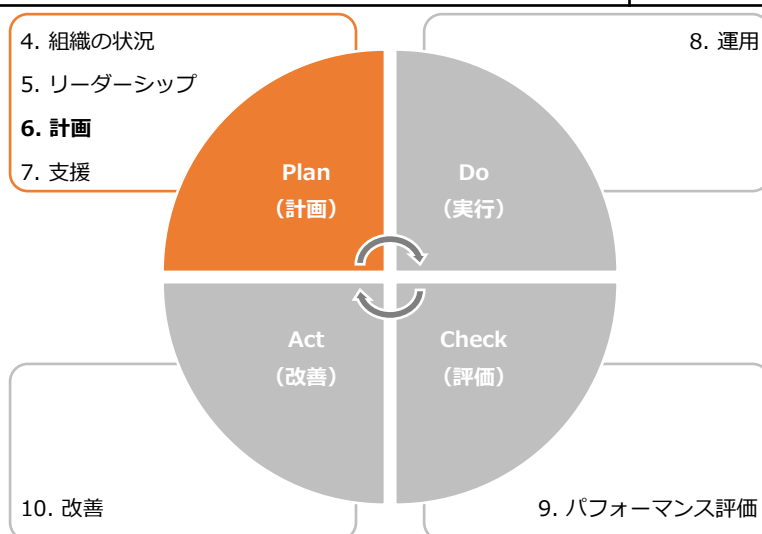 4. 組織の状況
5. リーダーシップ
6. 計画
7. 支援
8. 運用
Plan
（計画）
Do
（実行）
Act
（改善）
Check
（評価）
10. 改善
9. パフォーマンス評価